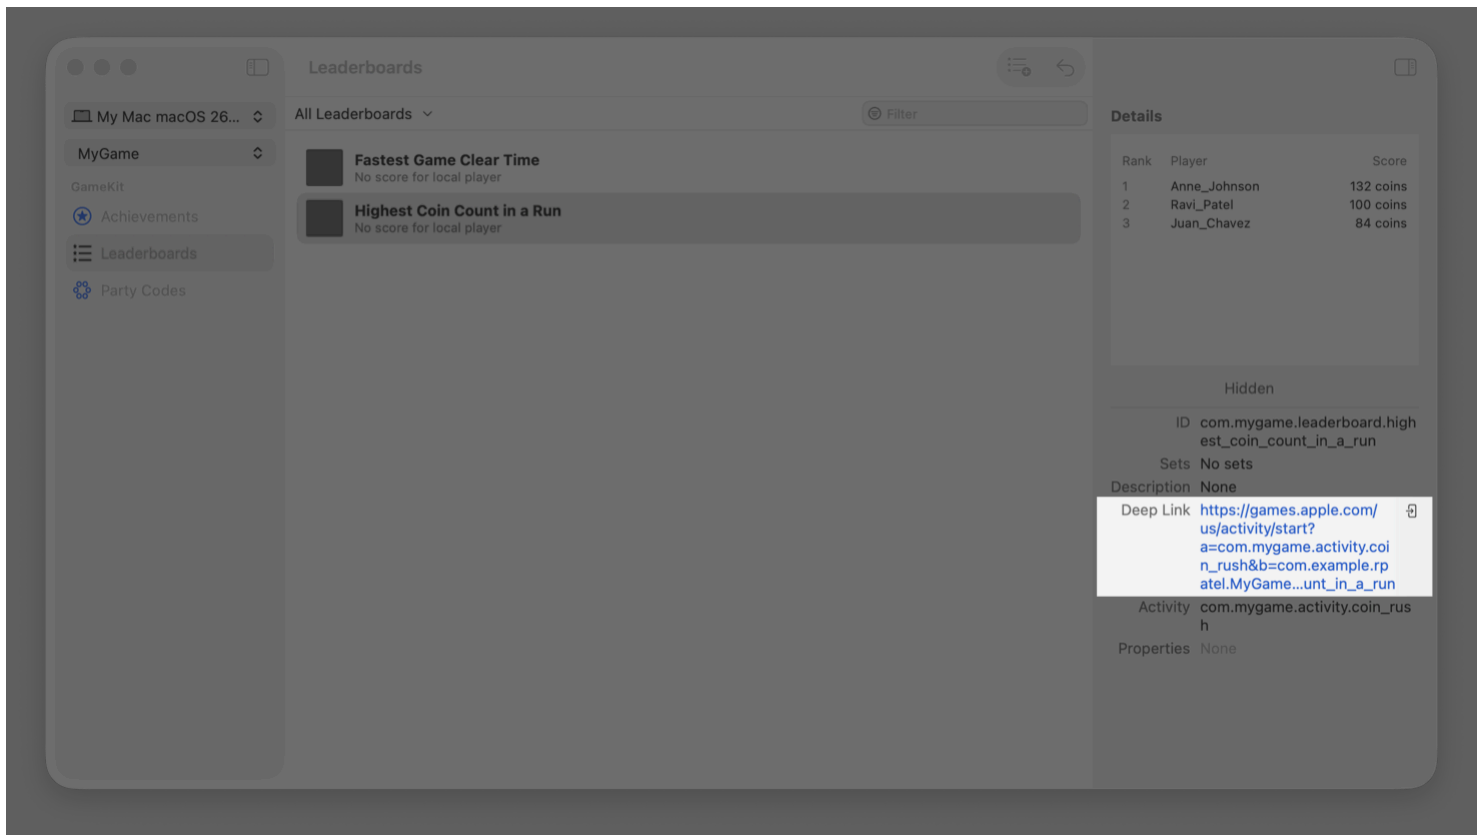 Leaderboards
My Mac macOS 26...
MyGame
GameKit
Achievements
Leaderboards
Party Codes
All Leaderboards
Filter
Fastest Game Clear Time
No score for local player
Highest Coin Count in a Run
No score for local player
Details
Rank Player Score
1 Anne_Johnson 132 coins
2 Ravi_Patel 100 coins
3 Juan_Chavez 84 coins
Hidden
ID com.mygame.leaderboard.high
est_coin_count_in_a_run
Sets No sets
Description None
Deep Link https://games.apple.com/
us/activity/start?
a=com.mygame.activity.coi
n_rush&b=com.example.rp
atel.MyGame...unt_in_a_run
Activity com.mygame.activity.coin_rus
h
Properties None